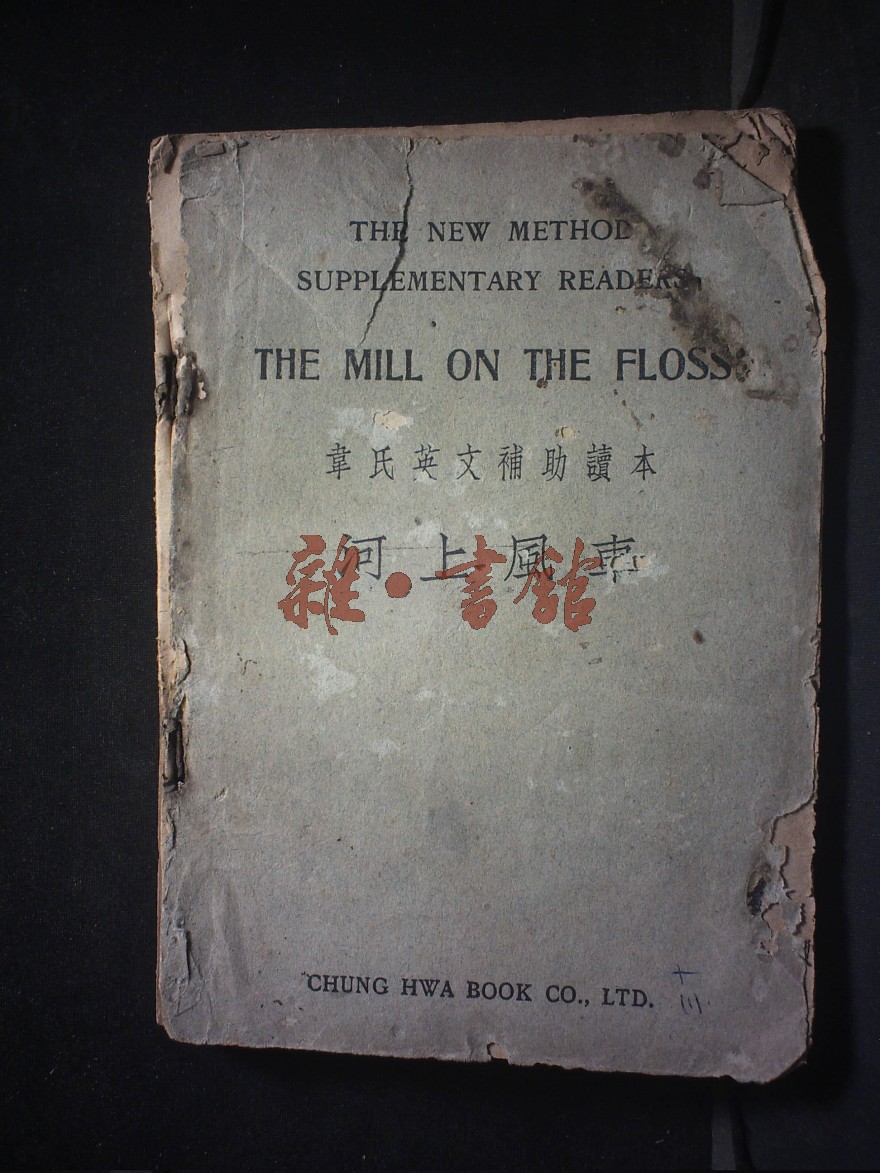 THE NEW METHOD
SUPPLEMENTARY READERS
THE MILL ON THE FLOSS
韋氏英文補助讀本
河上風車
雜·書館
CHUNG HWA BOOK CO., LTD.
十